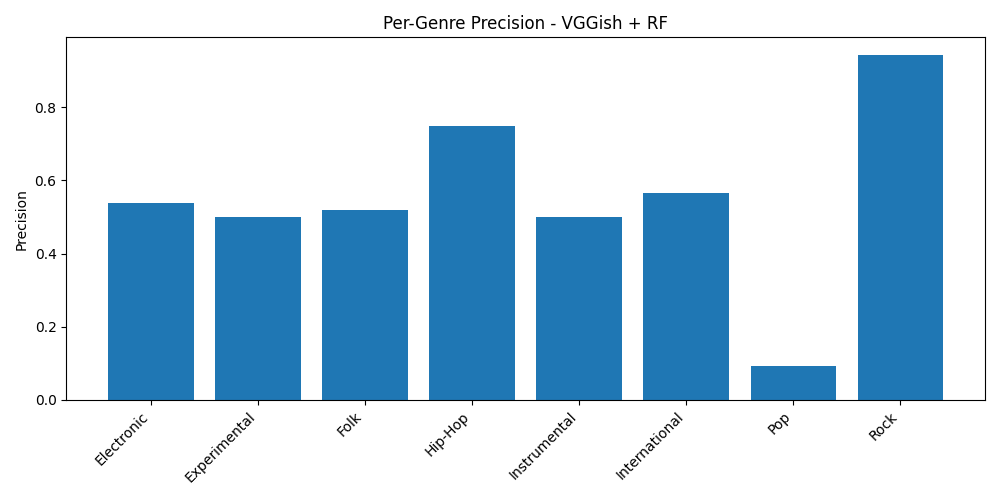 Per-Genre Precision - VGGish + RF
Precision
0.8
0.6
0.4
0.2
0.0
Electronic
Experimental
Folk
Hip-Hop
Instrumental
International
Pop
Rock